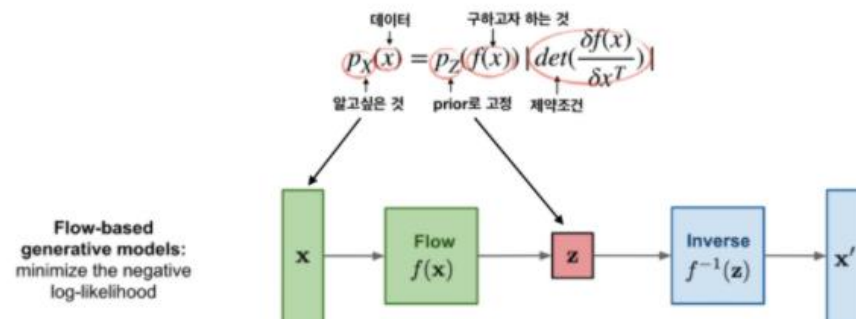 데이터 구하고자 하는 것
p_X(x) = p_Z(f(x)) | det(δf(x)/δx^T) |
알고싶은 것 prior로 고정 제약조건
Flow-based
generative models:
minimize the negative
log-likelihood
x
Flow
f(x)
z
Inverse
f⁻¹(z)
x′